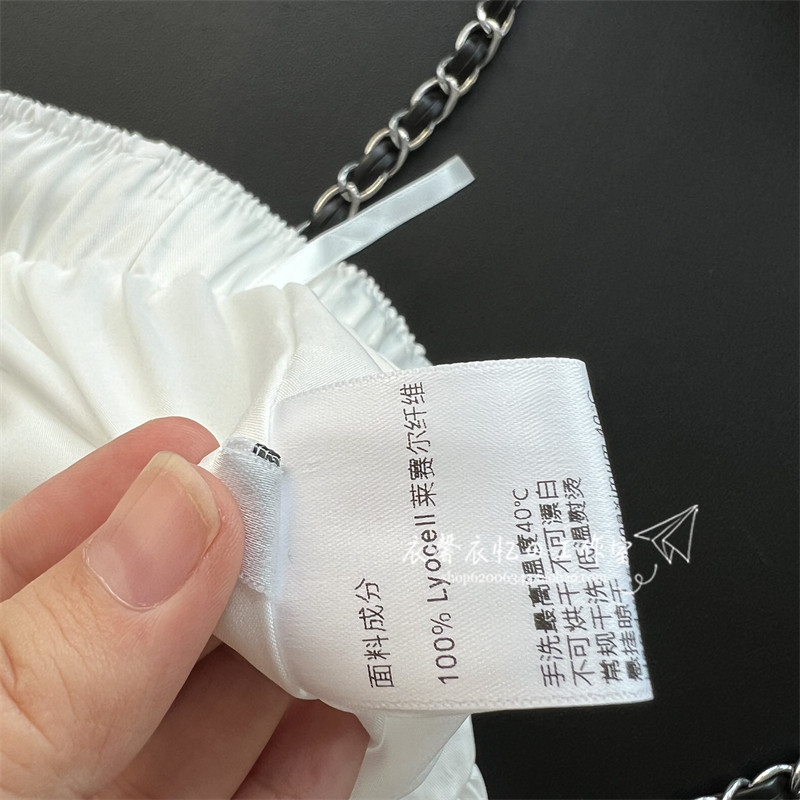 面料成分
100% Lyocell 莱赛尔纤维
手洗最高温度40℃
不可烘干 不可漂白
常规干洗 低温熨烫
悬挂晾干